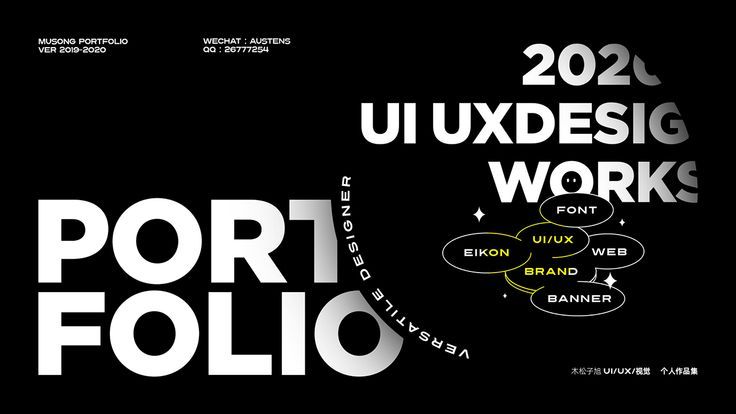 MUSONG PORTFOLIO
VER 2019-2020
WECHAT : AUSTENS
QQ : 26777254
2020
UI UXDESIGN
WORKS
PORT
FOLIO
VERSATILE DESIGNER
FONT
UI/UX
EIKON
WEB
BRAND
BANNER
木松子旭 UI/UX/视觉 个人作品集